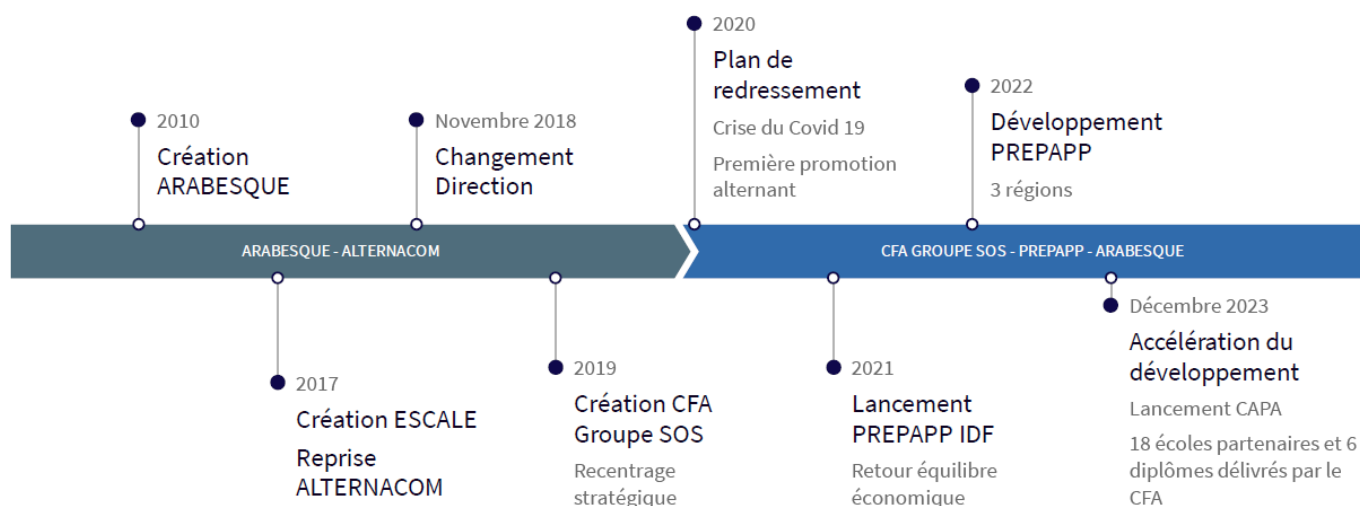 2010
Création
ARABESQUE
Novembre 2018
Changement
Direction
2020
Plan de
redressement
Crise du Covid 19
Première promotion
alternant
2022
Développement
PREPAPP
3 régions
ARABESQUE - ALTERNACOM
CFA GROUPE SOS - PREPAPP - ARABESQUE
2017
Création ESCALE
Reprise
ALTERNACOM
2019
Création CFA
Groupe SOS
Recentrage
stratégique
2021
Lancement
PREPAPP IDF
Retour équilibre
économique
Décembre 2023
Accélération du
développement
Lancement CAPA
18 écoles partenaires et 6
diplômes délivrés par le
CFA